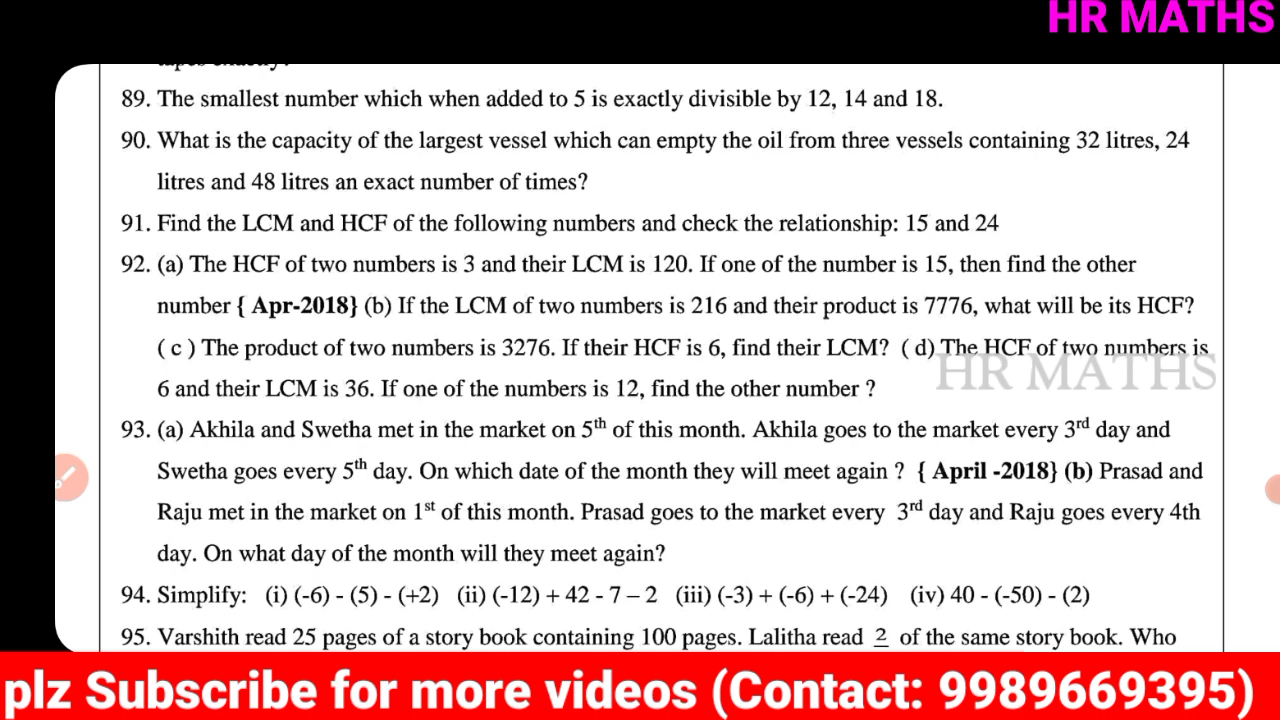 HR MATHS
89. The smallest number which when added to 5 is exactly divisible by 12, 14 and 18.
90. What is the capacity of the largest vessel which can empty the oil from three vessels containing 32 litres, 24
litres and 48 litres an exact number of times?
91. Find the LCM and HCF of the following numbers and check the relationship: 15 and 24
92. (a) The HCF of two numbers is 3 and their LCM is 120. If one of the number is 15, then find the other
number { Apr-2018} (b) If the LCM of two numbers is 216 and their product is 7776, what will be its HCF?
( c ) The product of two numbers is 3276. If their HCF is 6, find their LCM? ( d) The HCF of two numbers is
HR MATHS
6 and their LCM is 36. If one of the numbers is 12, find the other number ?
93. (a) Akhila and Swetha met in the market on 5th of this month. Akhila goes to the market every 3rd day and
Swetha goes every 5th day. On which date of the month they will meet again ? { April -2018} (b) Prasad and
Raju met in the market on 1st of this month. Prasad goes to the market every 3rd day and Raju goes every 4th
day. On what day of the month will they meet again?
94. Simplify: (i) (-6) - (5) - (+2) (ii) (-12) + 42 - 7 – 2 (iii) (-3) + (-6) + (-24) (iv) 40 - (-50) - (2)
95. Varshith read 25 pages of a story book containing 100 pages. Lalitha read 2 of the same story book. Who
plz Subscribe for more videos (Contact: 9989669395)